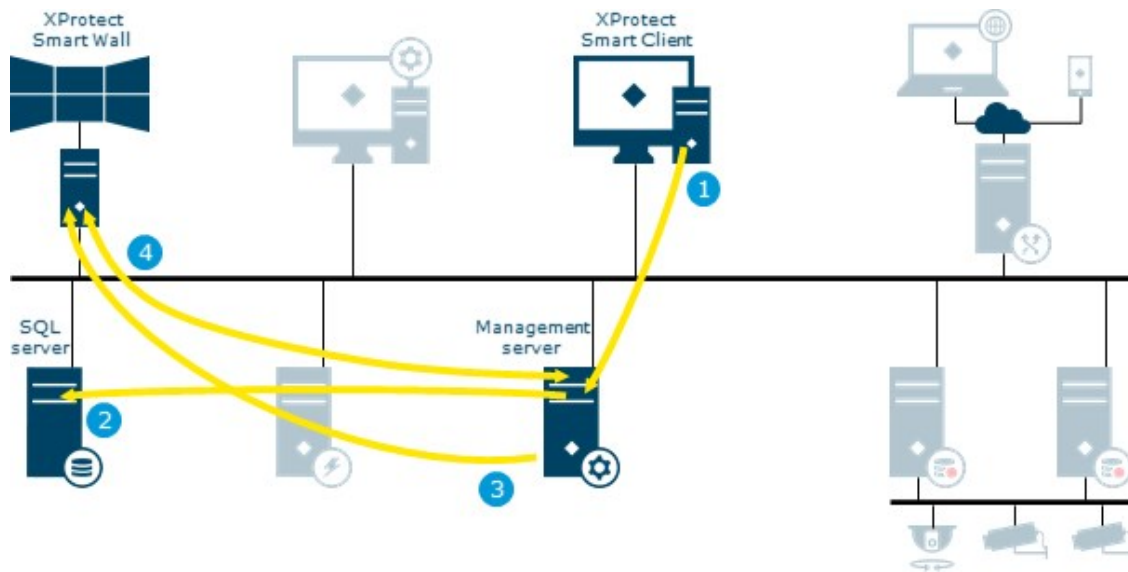 XProtect
Smart Wall
XProtect
Smart Client
1
4
SQL
server
Management
server
2
3